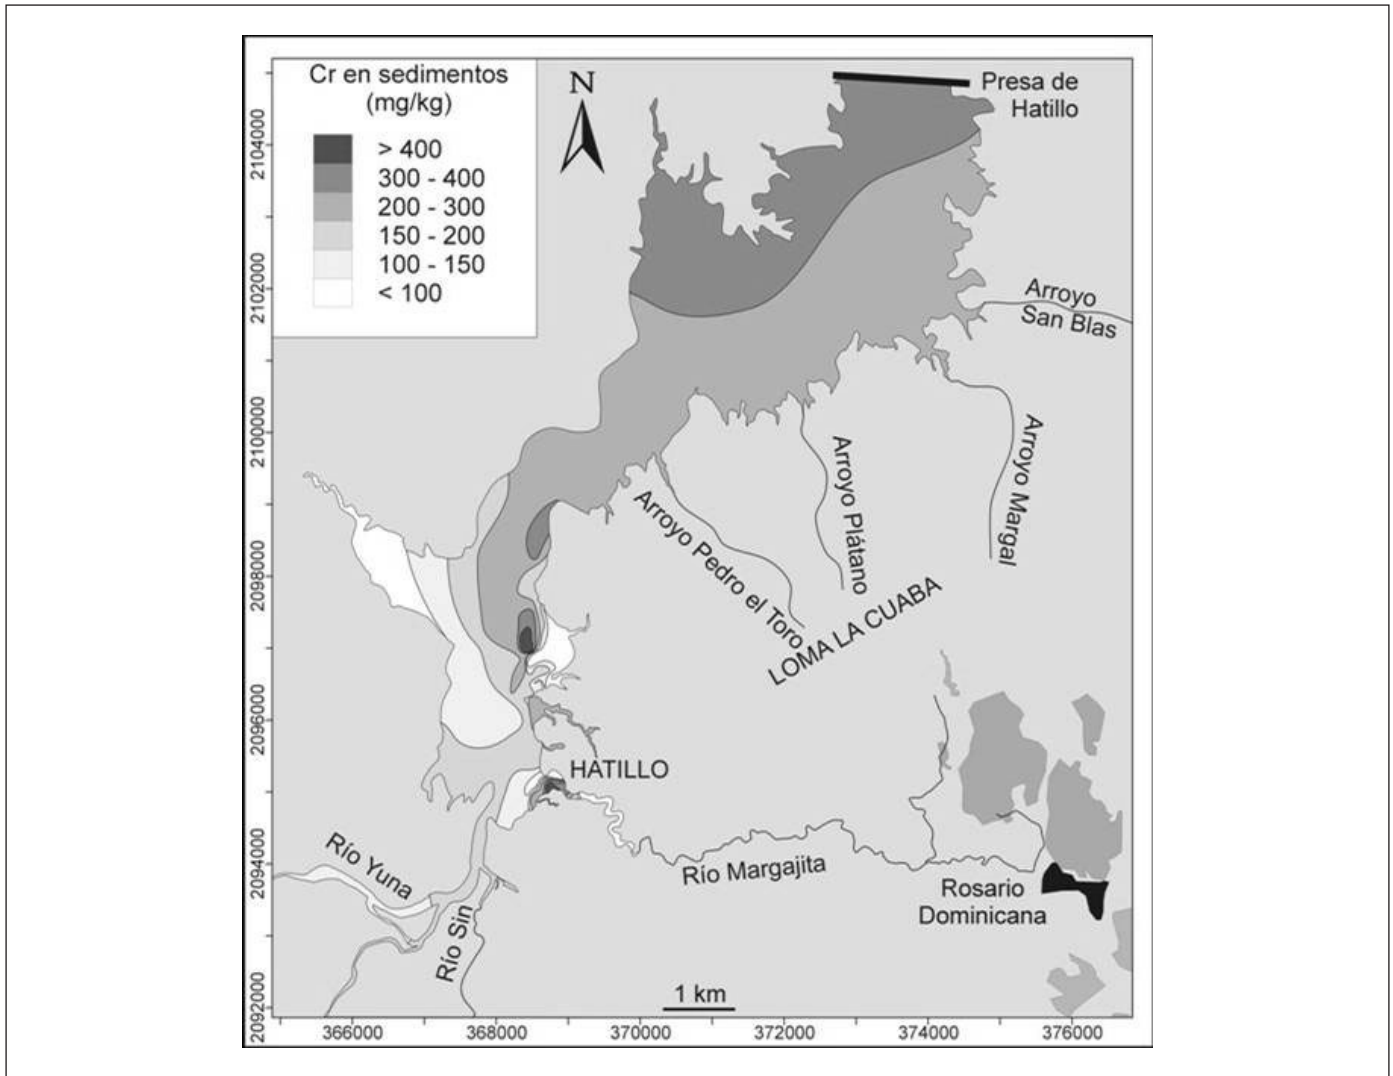 Cr en sedimentos
(mg/kg)
> 400
300 - 400
200 - 300
150 - 200
100 - 150
< 100
N
Presa de
Hatillo
Arroyo
San Blas
Arroyo Margal
Arroyo Plátano
Arroyo Pedro el Toro
LOMA LA CUABA
HATILLO
Río Margajita
Rosario
Dominicana
Río Yuna
Río Sin
1 km
2104000
2102000
2100000
2098000
2096000
2094000
2092000
366000
368000
370000
372000
374000
376000